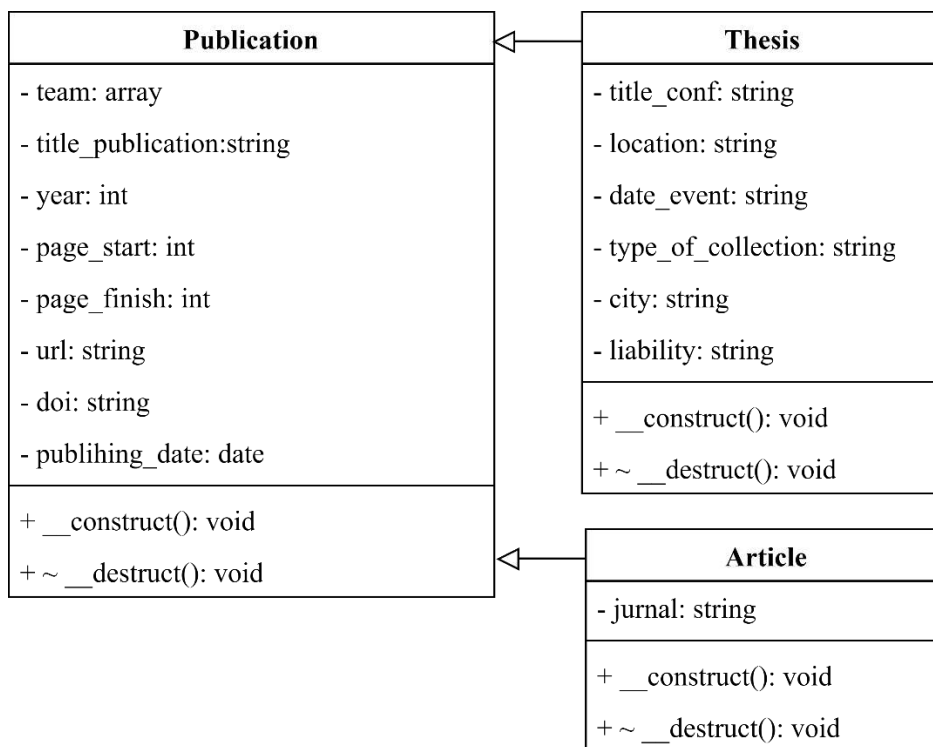 Publication
- team: array
- title_publication:string
- year: int
- page_start: int
- page_finish: int
- url: string
- doi: string
- publihing_date: date
+ __construct(): void
+ ~ __destruct(): void
Thesis
- title_conf: string
- location: string
- date_event: string
- type_of_collection: string
- city: string
- liability: string
+ __construct(): void
+ ~ __destruct(): void
Article
- jurnal: string
+ __construct(): void
+ ~ __destruct(): void